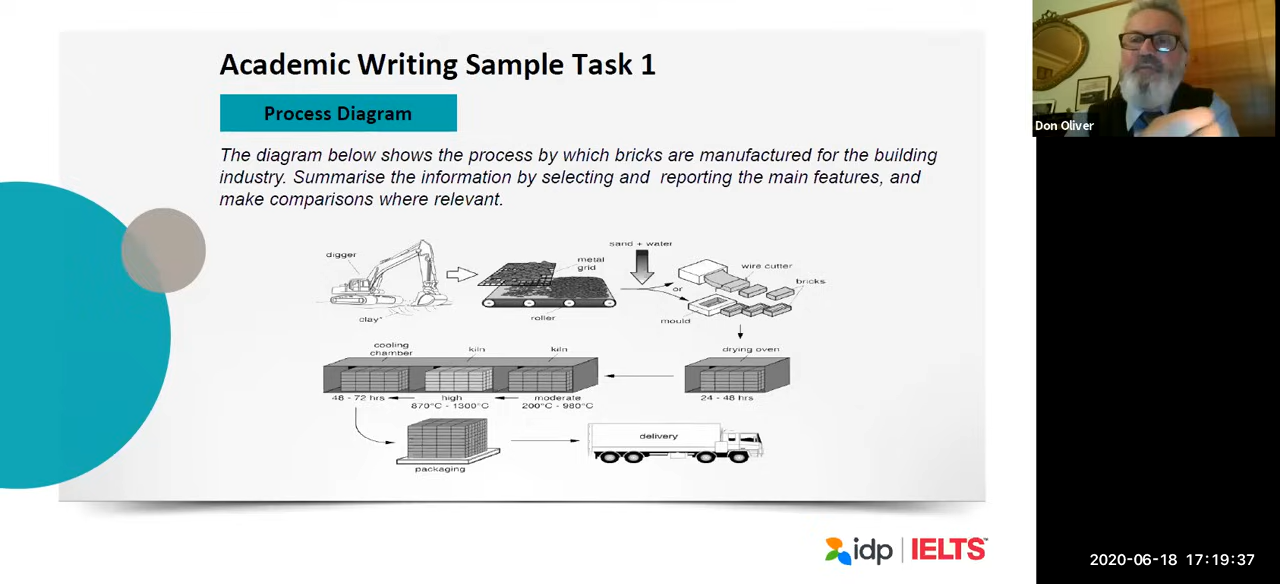 Academic Writing Sample Task 1
Process Diagram
The diagram below shows the process by which bricks are manufactured for the building
industry. Summarise the information by selecting and reporting the main features, and
make comparisons where relevant.
digger
clay*
metal
grid
roller
sand + water
or
wire cutter
bricks
mould
drying oven
24 - 48 hrs
cooling
chamber
kiln
kiln
48 - 72 hrs
high
870°C - 1300°C
moderate
200°C - 980°C
packaging
delivery
idp | IELTS™
Don Oliver
2020-06-18 17:19:37